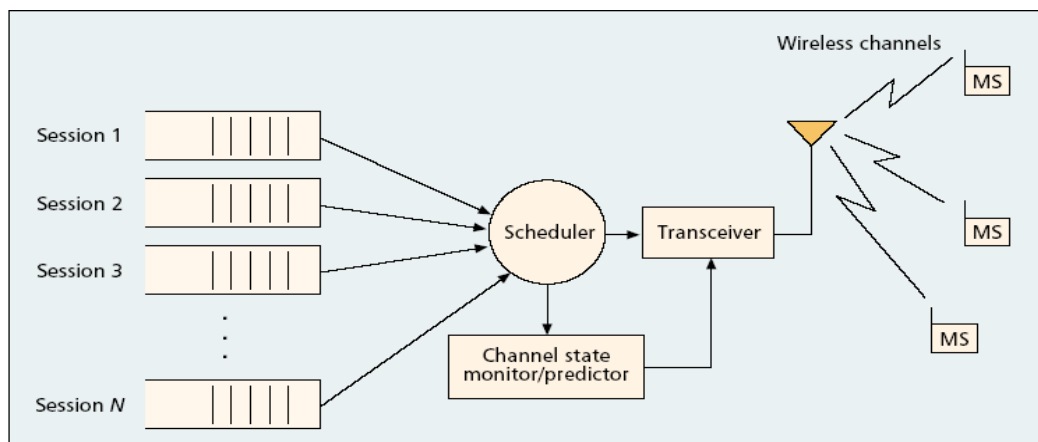 Wireless channels
MS
Session 1
Session 2
Scheduler
Transceiver
MS
Session 3
MS
Channel state
monitor/predictor
Session N